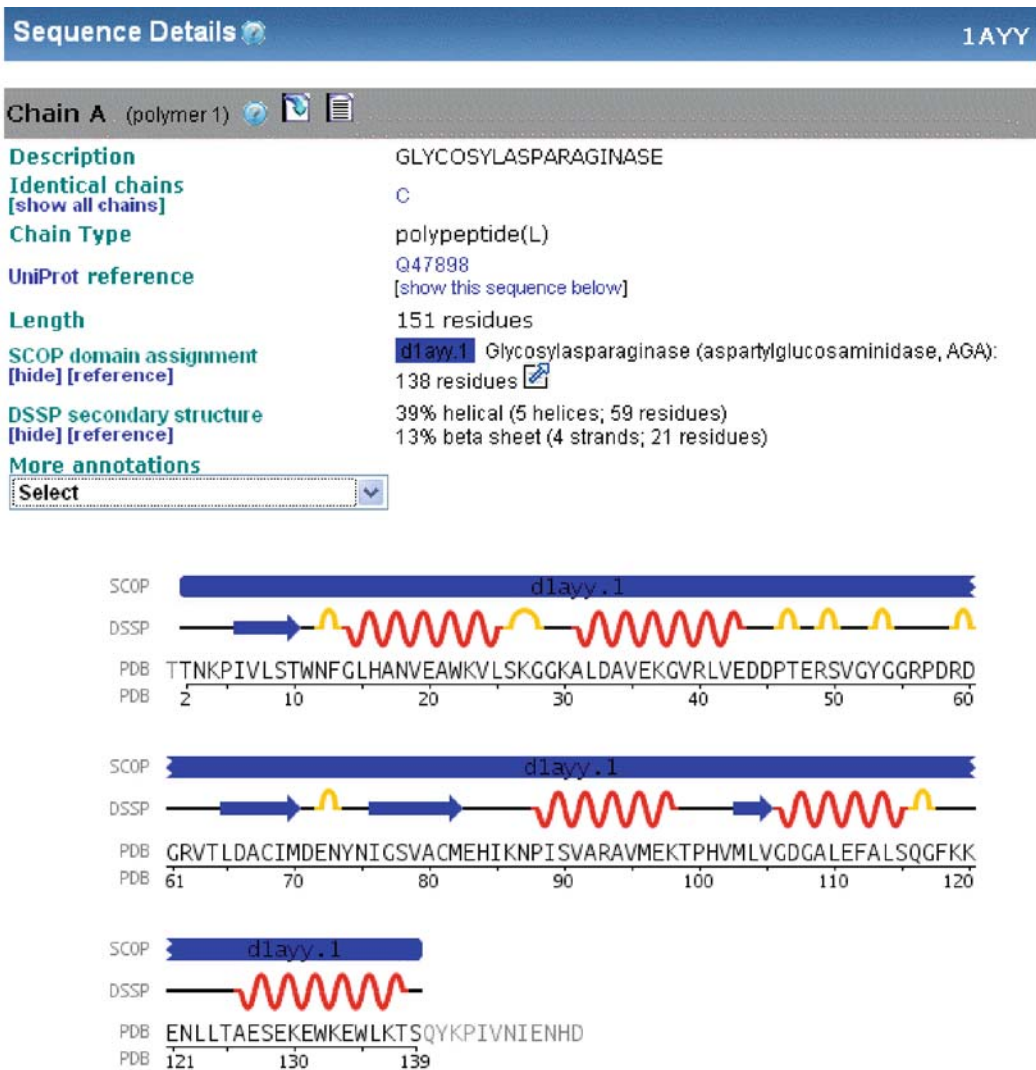 Sequence Details
1AYY
Chain A (polymer 1)
Description GLYCOSYLASPARAGINASE
Identical chains
[show all chains] C
Chain Type polypeptide(L)
UniProt reference Q47898
[show this sequence below]
Length 151 residues
SCOP domain assignment d1ayy.1 Glycosylasparaginase (aspartylglucosaminidase, AGA):
[hide] [reference] 138 residues
DSSP secondary structure 39% helical (5 helices; 59 residues)
[hide] [reference] 13% beta sheet (4 strands; 21 residues)
More annotations
Select
SCOP d1ayy.1
DSSP
PDB TTNKPIVLSTWNFGLHANVEAWKVLSKGGKALDAVEKGVRLVEDDPTERSVGYGGRPDRD
PDB 2 10 20 30 40 50 60
SCOP d1ayy.1
DSSP
PDB GRVTLDACIMDENYNIGSVACMEHIKNPISVARAVMEKTPHVMLVGDGALEFALSQGFKK
PDB 61 70 80 90 100 110 120
SCOP d1ayy.1
DSSP
PDB ENLLTAESEKEWKEWLKTSQYKPIVNIENHD
PDB 121 130 139